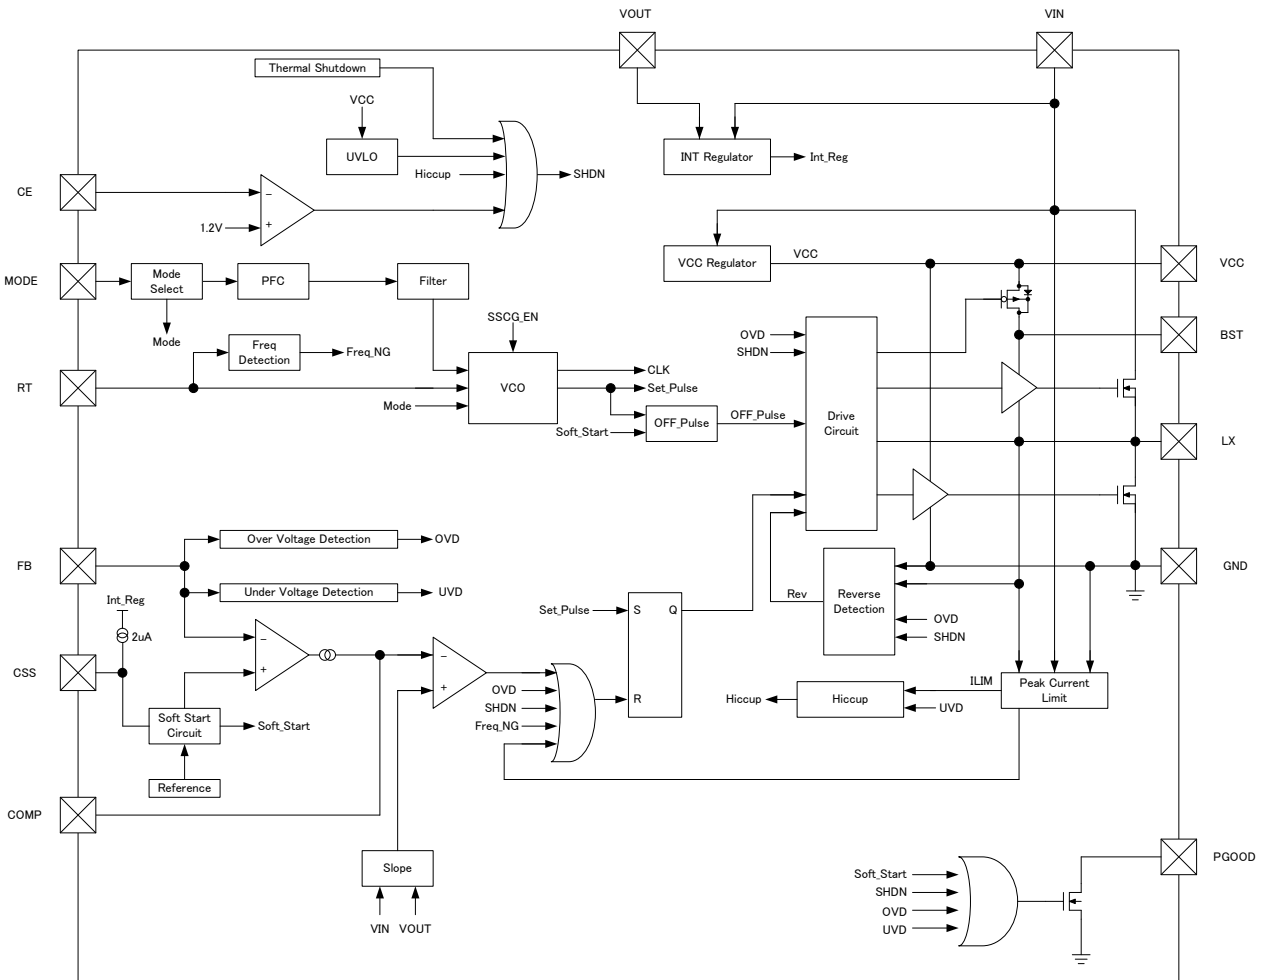 VOUT
VIN
Thermal Shutdown
VCC
UVLO
INT Regulator
Int_Reg
Hiccup
SHDN
CE
−
1.2V
+
VCC Regulator
VCC
VCC
MODE
Mode
Select
PFC
Filter
Mode
SSCG_EN
OVD
SHDN
BST
Freq
Detection
Freq_NG
RT
VCO
CLK
Set_Pulse
Mode
OFF_Pulse
OFF_Pulse
Soft_Start
Drive
Circuit
LX
Over Voltage Detection
OVD
FB
GND
Under Voltage Detection
UVD
Int_Reg
2uA
Rev
Reverse
Detection
OVD
SHDN
Set_Pulse
S
Q
R
−
+
CSS
−
+
OVD
SHDN
Freq_NG
ILIM
Peak Current
Limit
Hiccup
Hiccup
UVD
Soft Start
Circuit
Soft_Start
Reference
COMP
Slope
VIN
VOUT
PGOOD
Soft_Start
SHDN
OVD
UVD